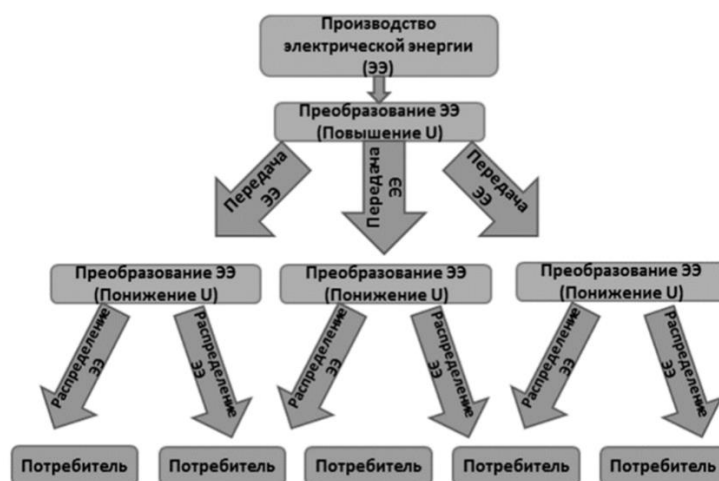 Производство
электрической энергии
(ЭЭ)
Преобразование ЭЭ
(Повышение U)
Передача
ЭЭ
Передача
ЭЭ
Передача
ЭЭ
Преобразование ЭЭ
(Понижение U)
Преобразование ЭЭ
(Понижение U)
Преобразование ЭЭ
(Понижение U)
Распределение
ЭЭ
Распределение
ЭЭ
Распределение
ЭЭ
Распределение
ЭЭ
Распределение
ЭЭ
Распределение
ЭЭ
Потребитель
Потребитель
Потребитель
Потребитель
Потребитель